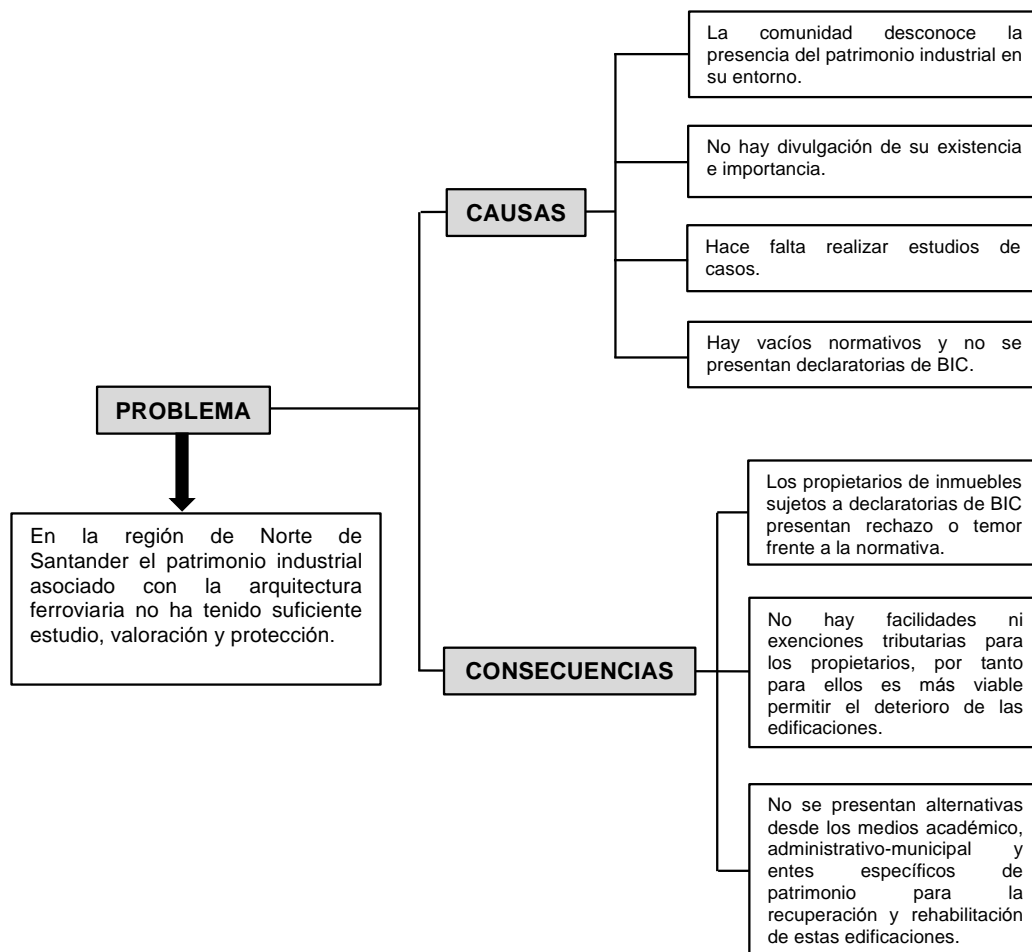 PROBLEMA
En la región de Norte de
Santander el patrimonio industrial
asociado con la arquitectura
ferroviaria no ha tenido suficiente
estudio, valoración y protección.
CAUSAS
La comunidad desconoce la
presencia del patrimonio industrial en
su entorno.
No hay divulgación de su existencia
e importancia.
Hace falta realizar estudios de
casos.
Hay vacíos normativos y no se
presentan declaratorias de BIC.
CONSECUENCIAS
Los propietarios de inmuebles
sujetos a declaratorias de BIC
presentan rechazo o temor
frente a la normativa.
No hay facilidades ni
exenciones tributarias para
los propietarios, por tanto
para ellos es más viable
permitir el deterioro de las
edificaciones.
No se presentan alternativas
desde los medios académico,
administrativo-municipal y
entes específicos de
patrimonio para la
recuperación y rehabilitación
de estas edificaciones.